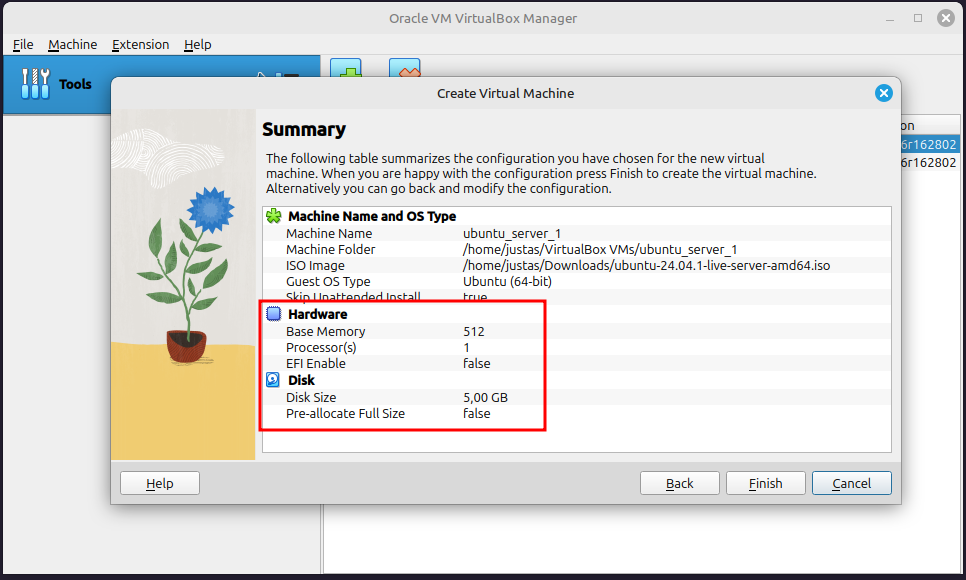 Oracle VM VirtualBox Manager
File Machine Extension Help
Tools
Create Virtual Machine
on
6r162802
6r162802
Summary
The following table summarizes the configuration you have chosen for the new virtual
machine. When you are happy with the configuration press Finish to create the virtual machine.
Alternatively you can go back and modify the configuration.
Machine Name and OS Type
Machine Name ubuntu_server_1
Machine Folder /home/justas/VirtualBox VMs/ubuntu_server_1
ISO Image /home/justas/Downloads/ubuntu-24.04.1-live-server-amd64.iso
Guest OS Type Ubuntu (64-bit)
Skip Unattended Install true
Hardware
Base Memory 512
Processor(s) 1
EFI Enable false
Disk
Disk Size 5,00 GB
Pre-allocate Full Size false
Help Back Finish Cancel